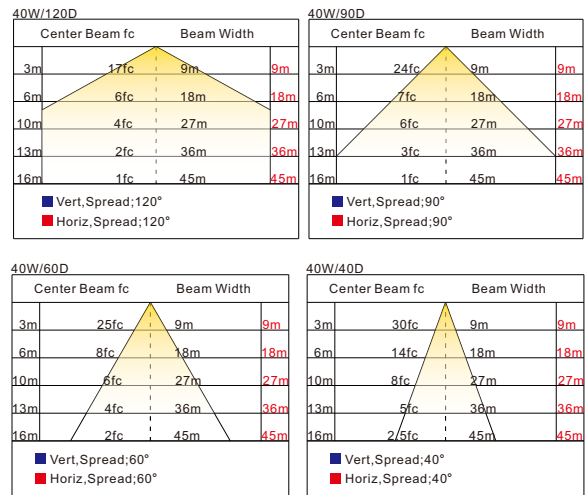 40W/120D
Center Beam fc Beam Width
3m 17fc 9m 9m
6m 6fc 18m 18m
10m 4fc 27m 27m
13m 2fc 36m 36m
16m 1fc 45m 45m
Vert,Spread;120°
Horiz,Spread;120°
40W/90D
Center Beam fc Beam Width
3m 24fc 9m 9m
6m 7fc 18m 18m
10m 6fc 27m 27m
13m 3fc 36m 36m
16m 1fc 45m 45m
Vert,Spread;90°
Horiz,Spread;90°
40W/60D
Center Beam fc Beam Width
3m 25fc 9m 9m
6m 8fc 18m 18m
10m 6fc 27m 27m
13m 4fc 36m 36m
16m 2fc 45m 45m
Vert,Spread;60°
Horiz,Spread;60°
40W/40D
Center Beam fc Beam Width
3m 30fc 9m 9m
6m 14fc 18m 18m
10m 8fc 27m 27m
13m 5fc 36m 36m
16m 2.5fc 45m 45m
Vert,Spread;40°
Horiz,Spread;40°